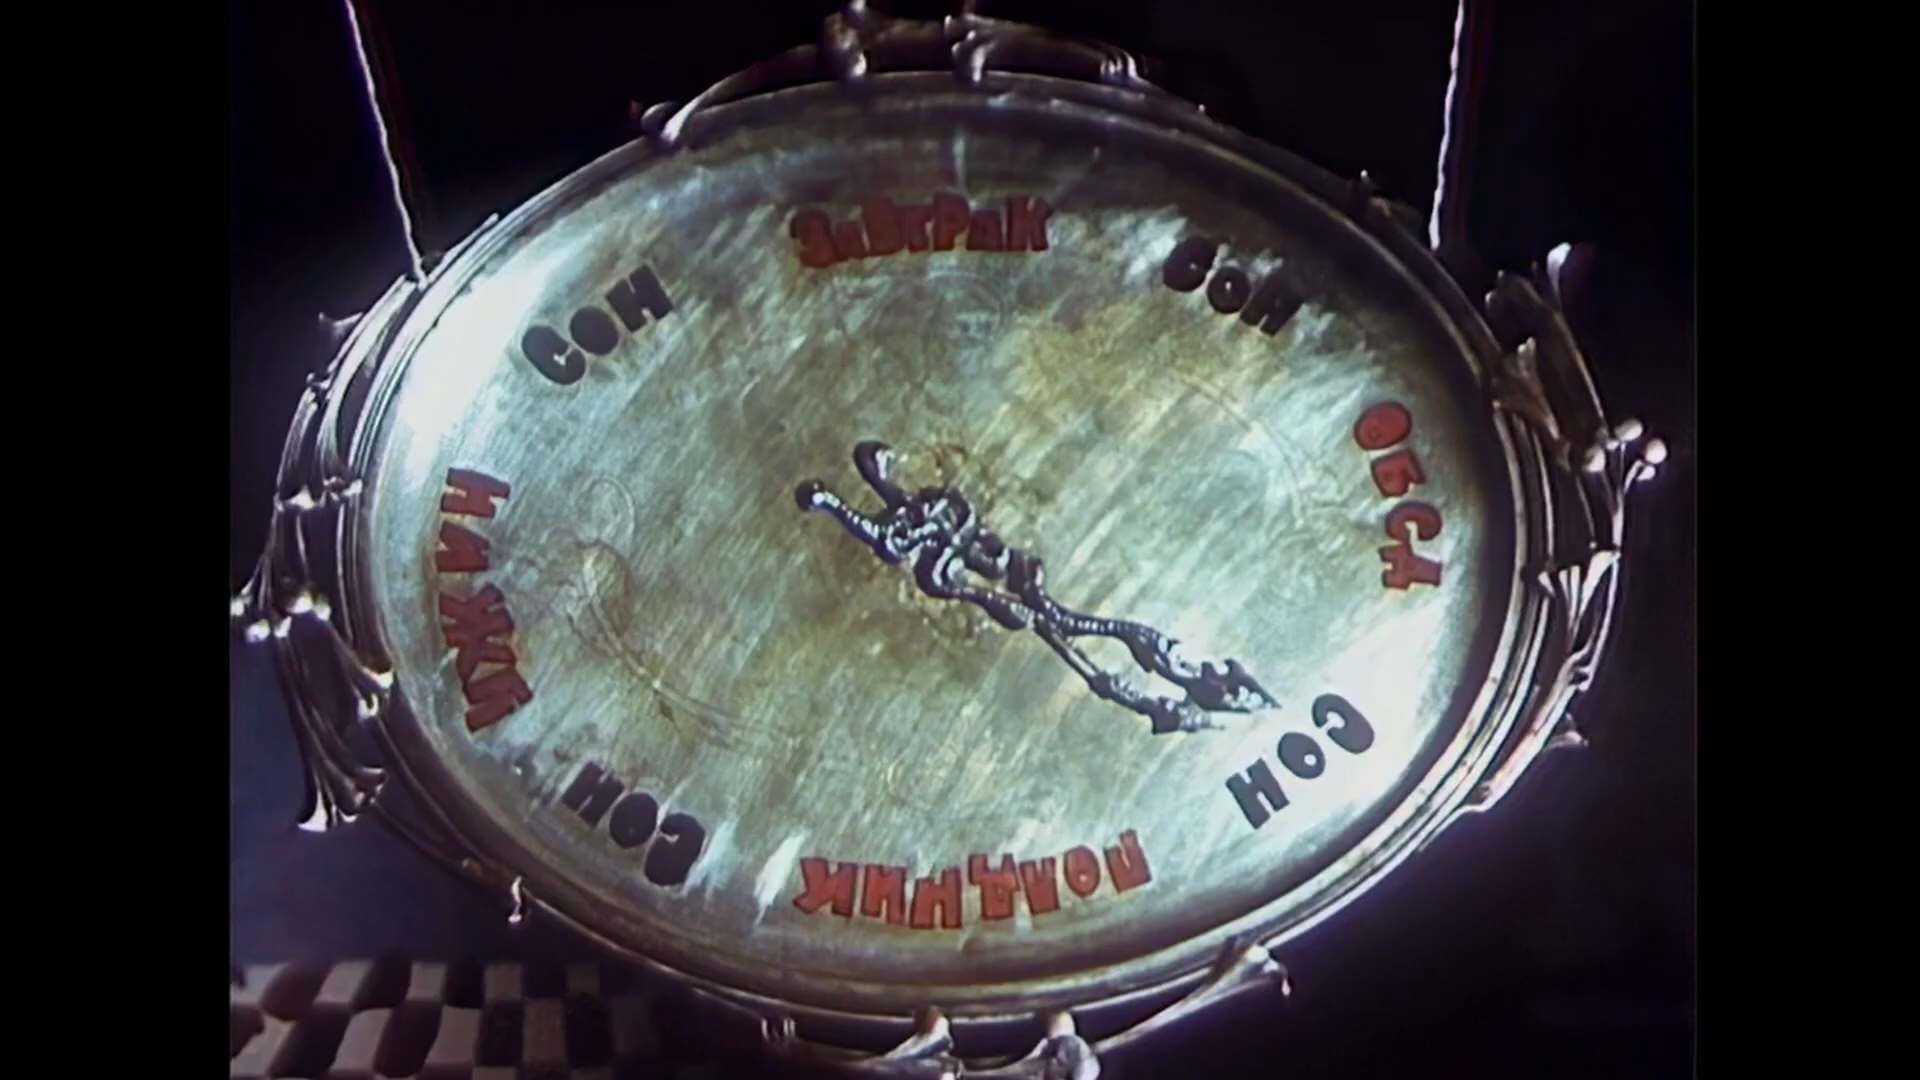 ЗАВТРАК
СОН
ОБЕД
СОН
ПОЛДНИК
СОН
УЖИН
СОН